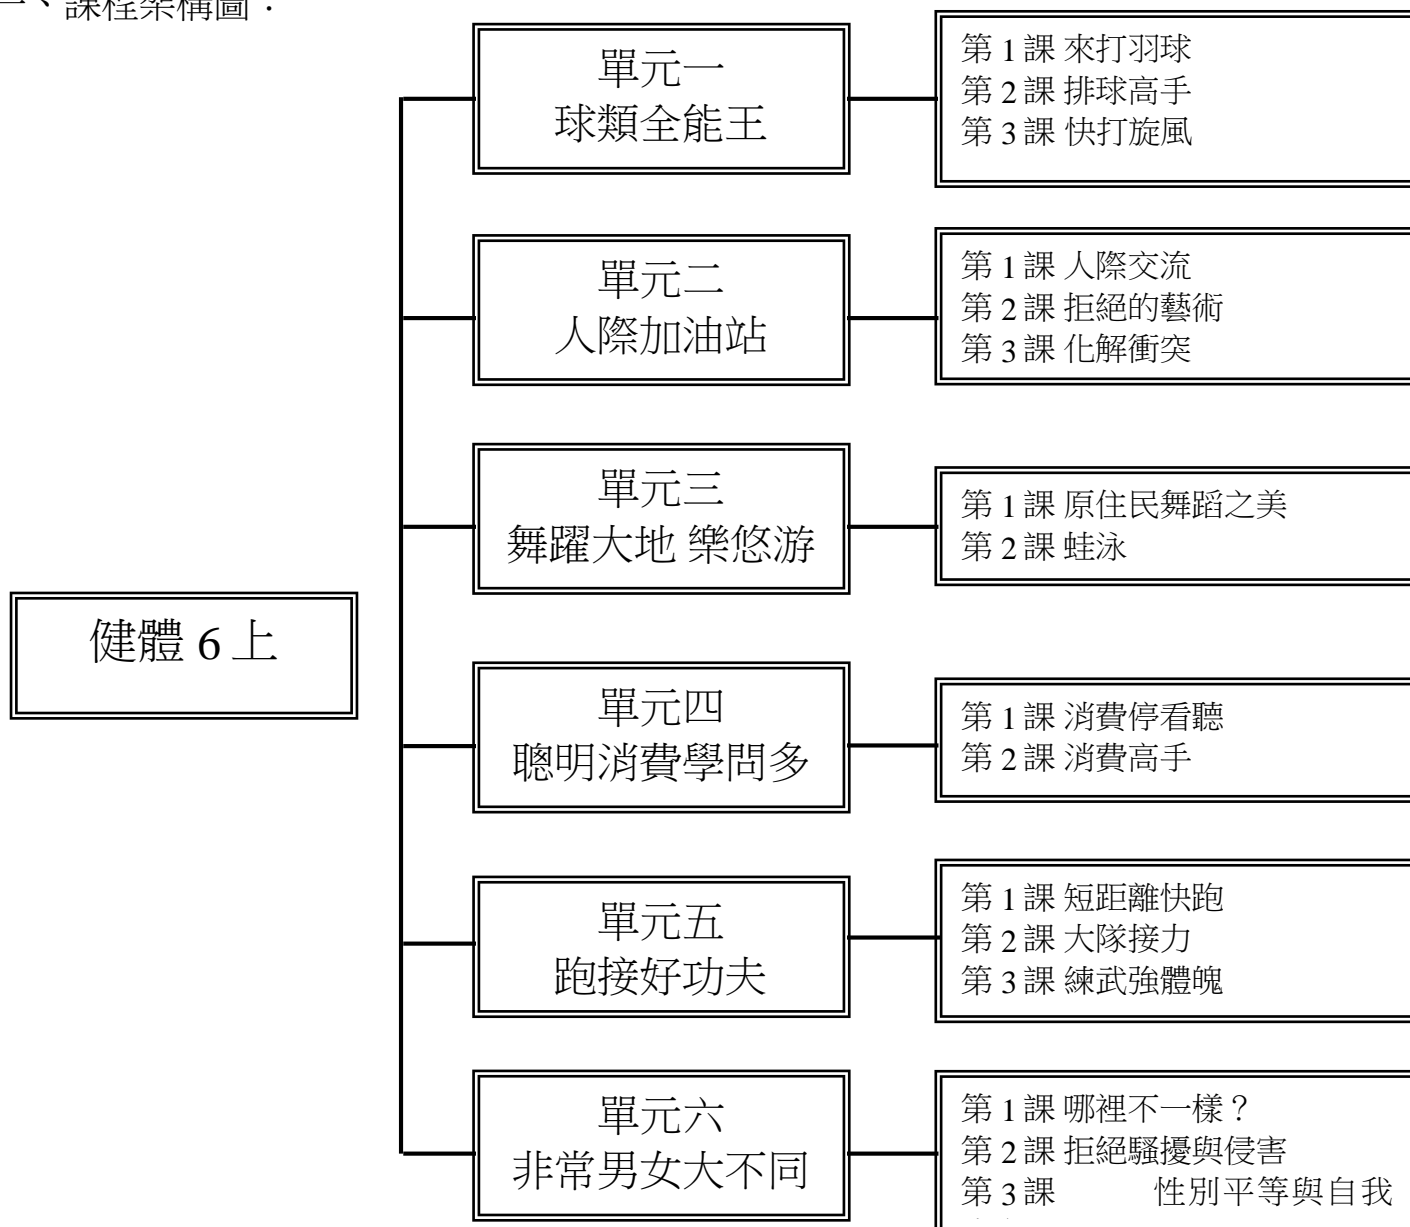 、課程架構圖：
健體 6 上
單元一
球類全能王
第 1 課 來打羽球
第 2 課 排球高手
第 3 課 快打旋風
單元二
人際加油站
第 1 課 人際交流
第 2 課 拒絕的藝術
第 3 課 化解衝突
單元三
舞躍大地 樂悠游
第 1 課 原住民舞蹈之美
第 2 課 蛙泳
單元四
聰明消費學問多
第 1 課 消費停看聽
第 2 課 消費高手
單元五
跑接好功夫
第 1 課 短距離快跑
第 2 課 大隊接力
第 3 課 練武強體魄
單元六
非常男女大不同
第 1 課 哪裡不一樣？
第 2 課 拒絕騷擾與侵害
第 3 課 性別平等與自我